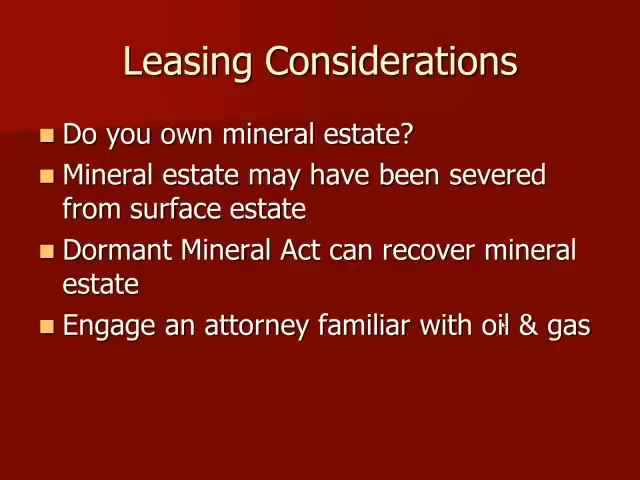 Leasing Considerations
Do you own mineral estate?
Mineral estate may have been severed
from surface estate
Dormant Mineral Act can recover mineral
estate
Engage an attorney familiar with oil & gas